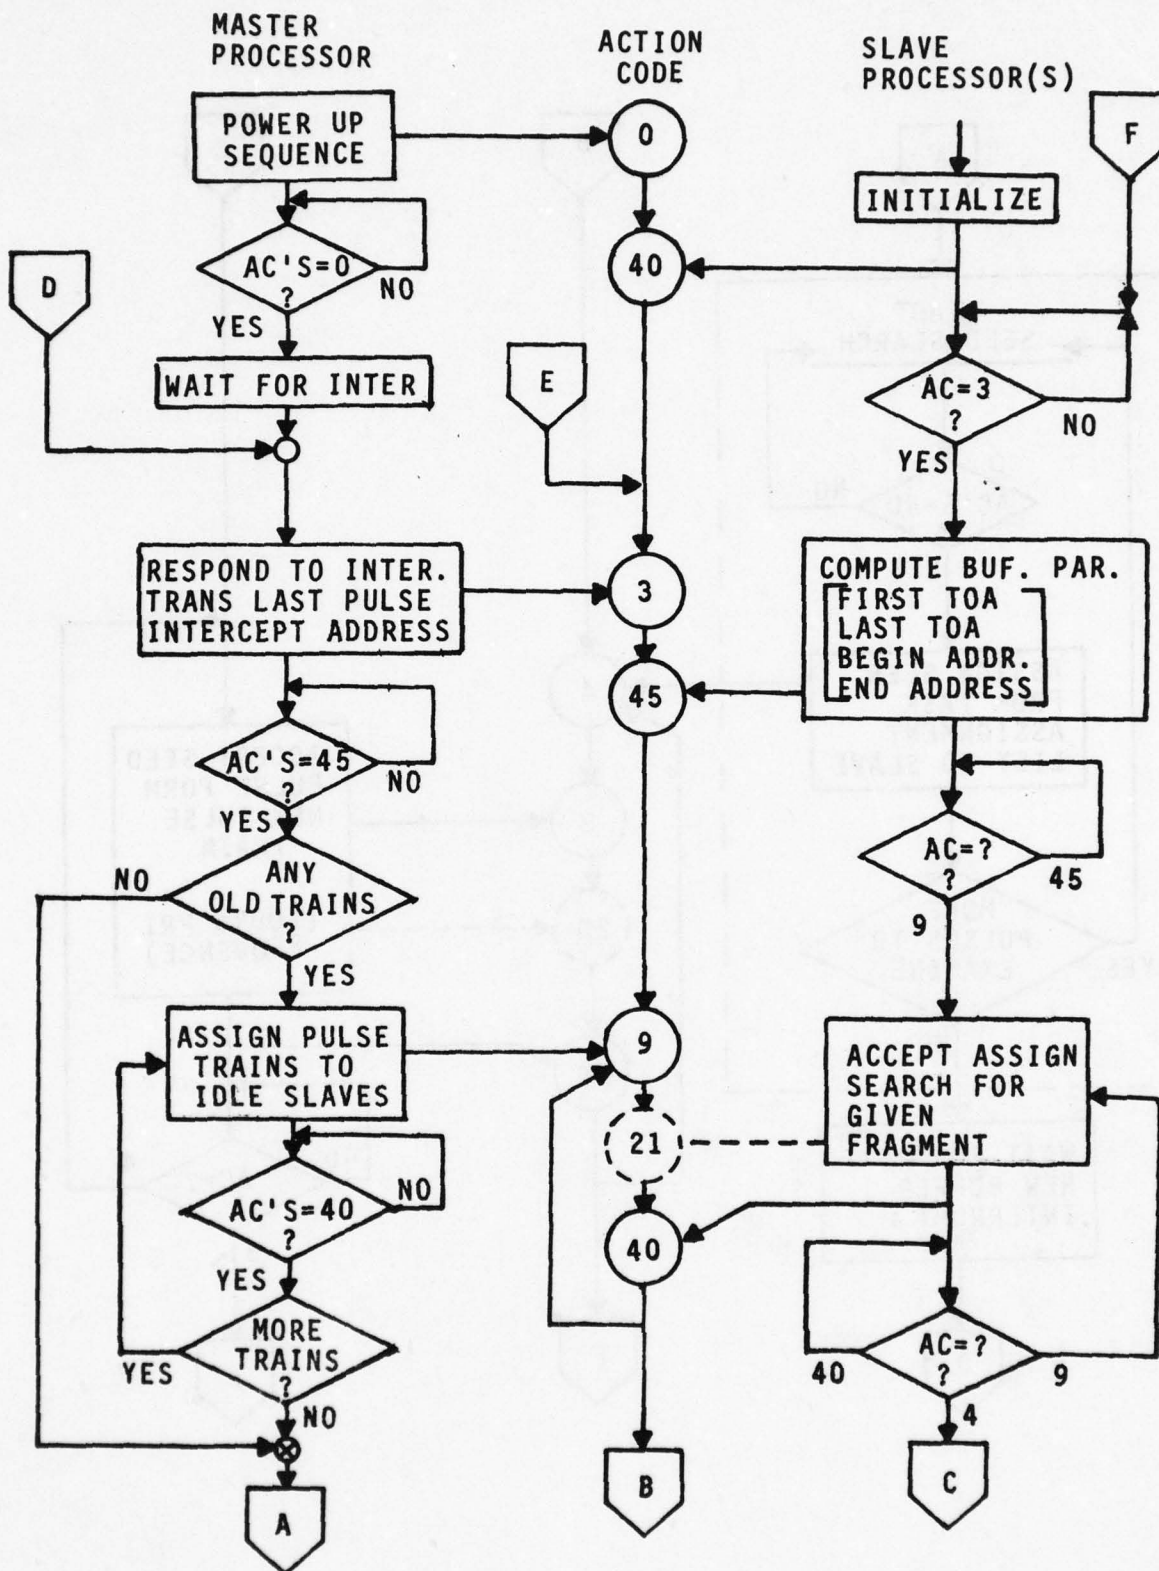 MASTER
PROCESSOR
ACTION
CODE
SLAVE
PROCESSOR(S)
POWER UP
SEQUENCE
0
F
INITIALIZE
D
AC'S=0
?
NO
YES
40
WAIT FOR INTER
E
AC=3
?
NO
YES
RESPOND TO INTER.
TRANS LAST PULSE
INTERCEPT ADDRESS
3
COMPUTE BUF. PAR.
FIRST TOA
LAST TOA
BEGIN ADDR.
END ADDRESS
45
AC'S=45
?
NO
YES
AC=?
?
45
9
ANY
OLD TRAINS
?
NO
YES
ASSIGN PULSE
TRAINS TO
IDLE SLAVES
9
ACCEPT ASSIGN
SEARCH FOR
GIVEN
FRAGMENT
21
AC'S=40
?
NO
YES
40
MORE
TRAINS
?
YES
NO
AC=?
?
40
9
4
A
B
C